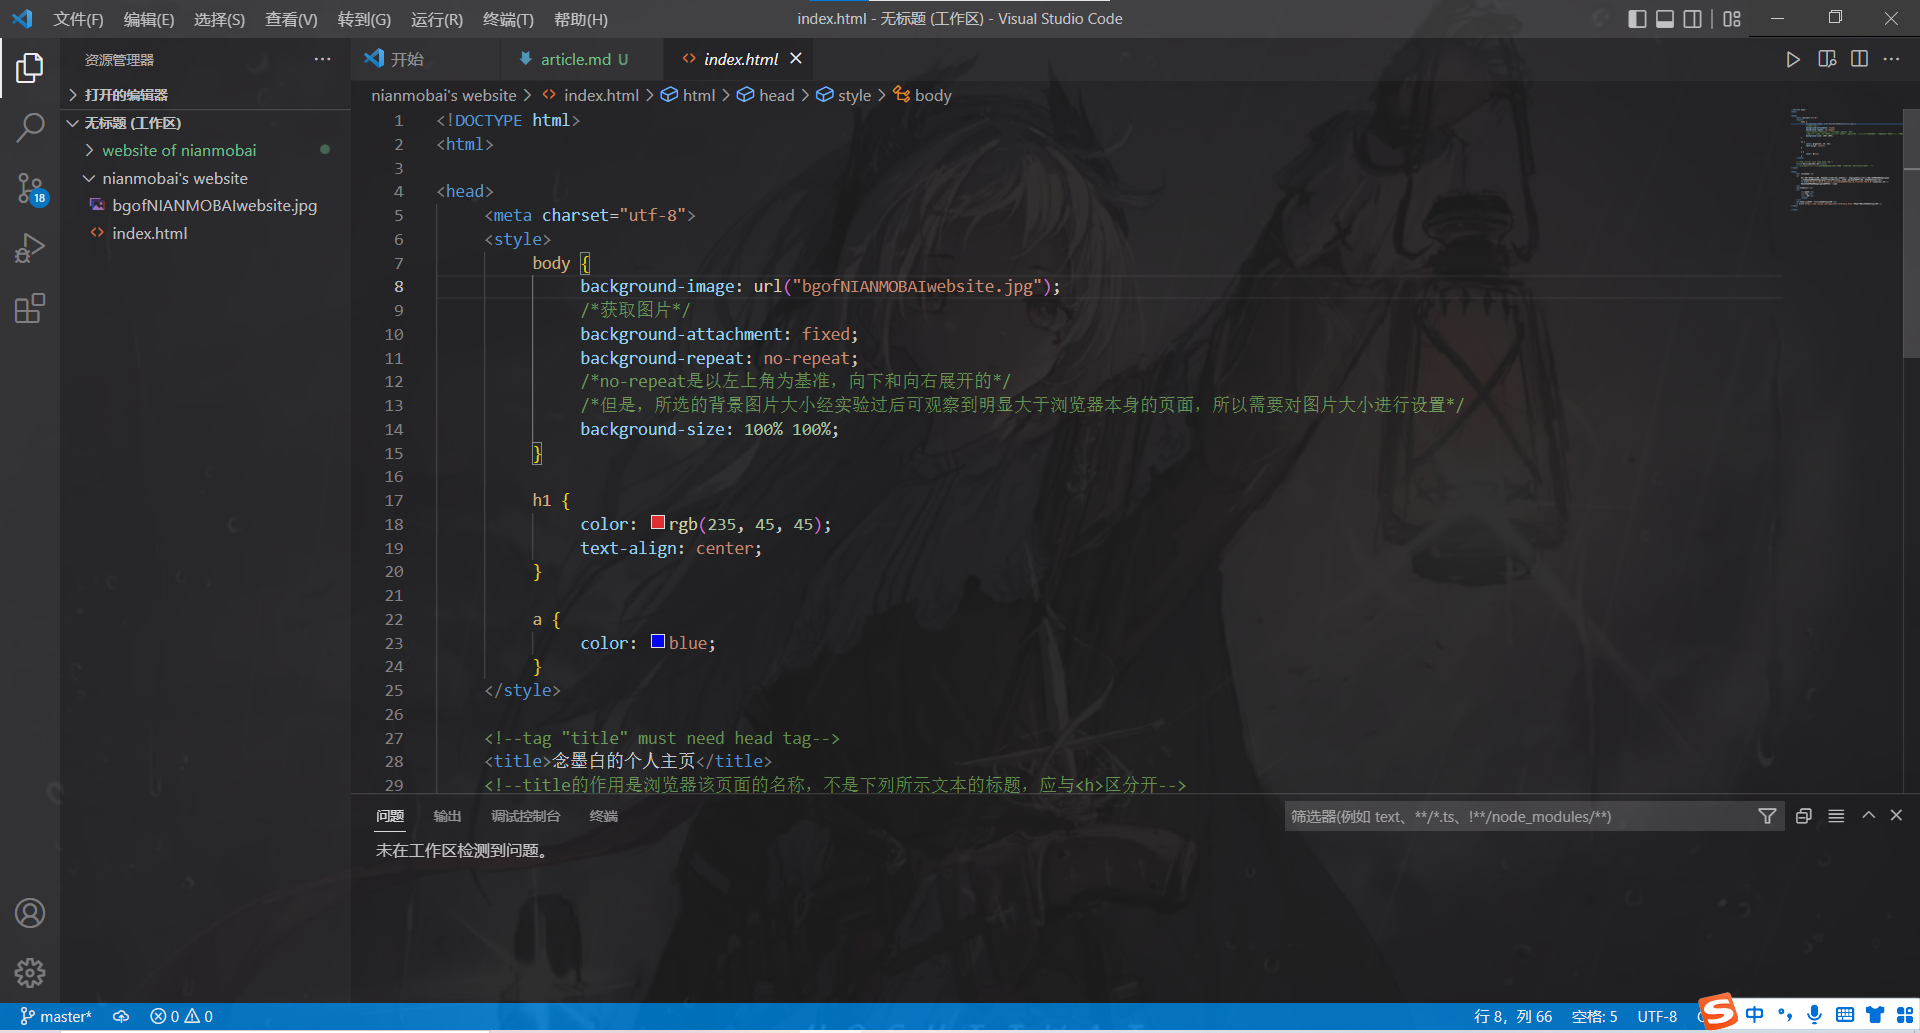 文件(F) 编辑(E) 选择(S) 查看(V) 转到(G) 运行(R) 终端(T) 帮助(H) index.html - 无标题 (工作区) - Visual Studio Code
资源管理器 ··· 开始 article.md U index.html
打开的编辑器
无标题 (工作区)
website of nianmobai
nianmobai's website
bgofNIANMOBAIwebsite.jpg
index.html
18
nianmobai's website > index.html > html > head > style > body
1 <!DOCTYPE html>
2 <html>
3
4 <head>
5 <meta charset="utf-8">
6 <style>
7 body {
8 background-image: url("bgofNIANMOBAIwebsite.jpg");
9 /*获取图片*/
10 background-attachment: fixed;
11 background-repeat: no-repeat;
12 /*no-repeat是以左上角为基准，向下和向右展开的*/
13 /*但是，所选的背景图片大小经实验过后可观察到明显大于浏览器本身的页面，所以需要对图片大小进行设置*/
14 background-size: 100% 100%;
15 }
16
17 h1 {
18 color: rgb(235, 45, 45);
19 text-align: center;
20 }
21
22 a {
23 color: blue;
24 }
25 </style>
26
27 <!--tag "title" must need head tag-->
28 <title>念墨白的个人主页</title>
29 <!--title的作用是浏览器该页面的名称，不是下列所示文本的标题，应与<h>区分开-->
问题 输出 调试控制台 终端 筛选器(例如 text、**/*.ts、!**/node_modules/**)
未在工作区检测到问题。
master* 0 0 行 8，列 66 空格: 5 UTF-8 中